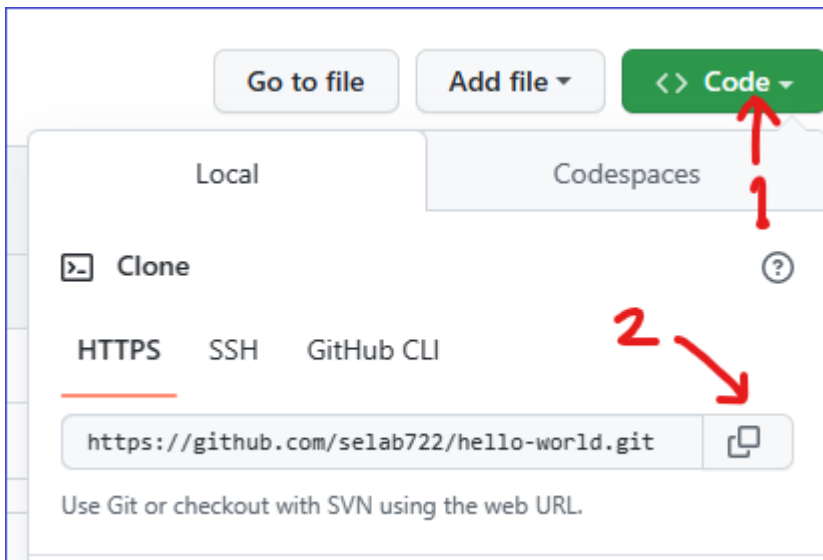 Go to file Add file <> Code
1
Local Codespaces
Clone
HTTPS SSH GitHub CLI
2
https://github.com/selab722/hello-world.git
Use Git or checkout with SVN using the web URL.